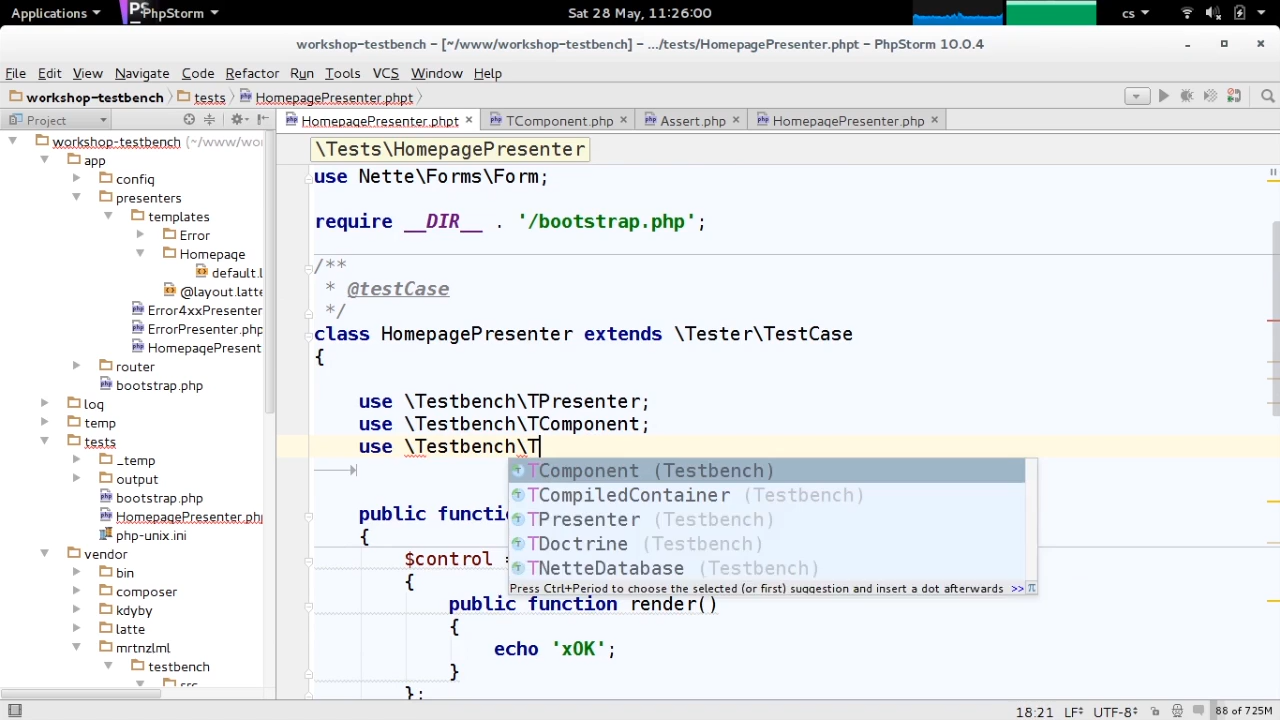 Applications PhpStorm Sat 28 May, 11:26:00 cs
workshop-testbench – [~/www/workshop-testbench] – .../tests/HomepagePresenter.phpt – PhpStorm 10.0.4
File Edit View Navigate Code Refactor Run Tools VCS Window Help
workshop-testbench tests HomepagePresenter.phpt
Project
HomepagePresenter.phpt TComponent.php Assert.php HomepagePresenter.php
workshop-testbench (~/www/wo
app
config
presenters
templates
Error
Homepage
default.l
@layout.latte
Error4xxPresenter
ErrorPresenter.php
HomepagePresent
router
bootstrap.php
log
temp
tests
_temp
output
bootstrap.php
HomepagePresenter.php
php-unix.ini
vendor
bin
composer
kdyby
latte
mrtnzlml
testbench
src
\Tests\HomepagePresenter
use Nette\Forms\Form;
require __DIR__ . '/bootstrap.php';
/**
* @testCase
*/
class HomepagePresenter extends \Tester\TestCase
{
use \Testbench\TPresenter;
use \Testbench\TComponent;
use \Testbench\T
TComponent (Testbench)
TCompiledContainer (Testbench)
TPresenter (Testbench)
TDoctrine (Testbench)
TNetteDatabase (Testbench)
Press Ctrl+Period to choose the selected (or first) suggestion and insert a dot afterwards >> π
public functi
{
$control =
{
public function render()
{
echo 'xOK';
}
};
18:21 LF UTF-8 88 of 725M